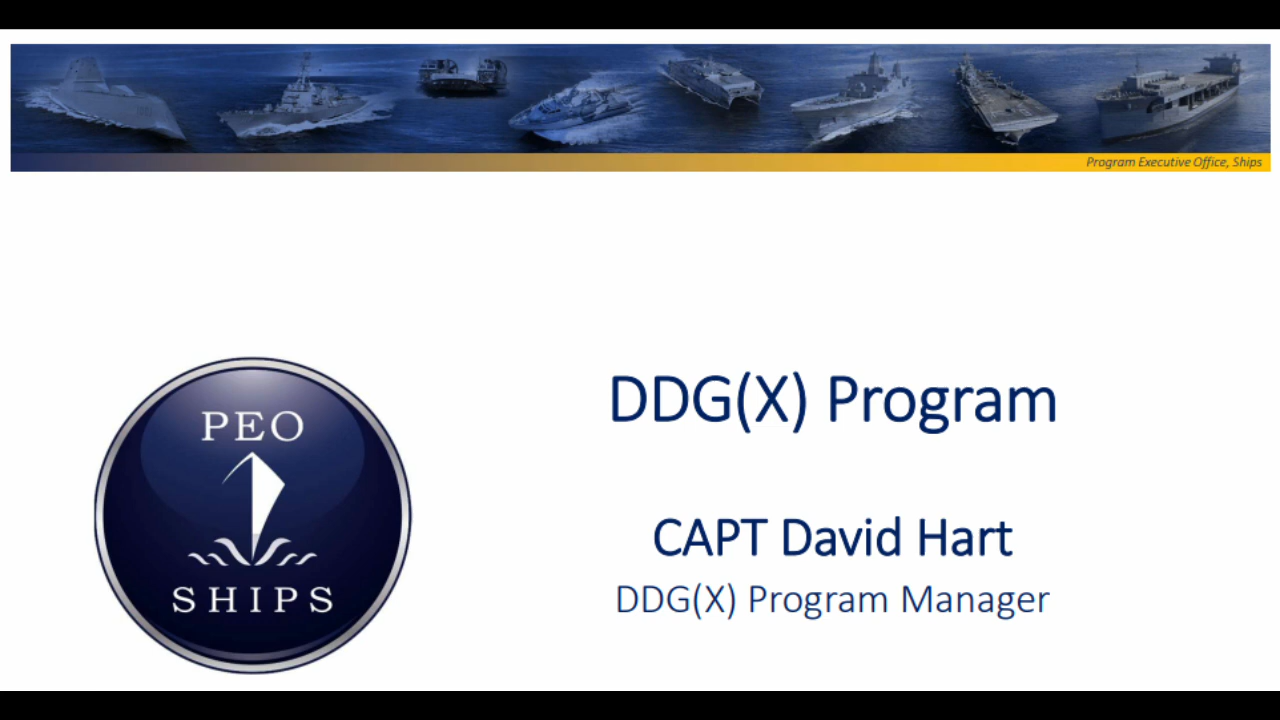 Program Executive Office, Ships
PEO
SHIPS
DDG(X) Program
CAPT David Hart
DDG(X) Program Manager